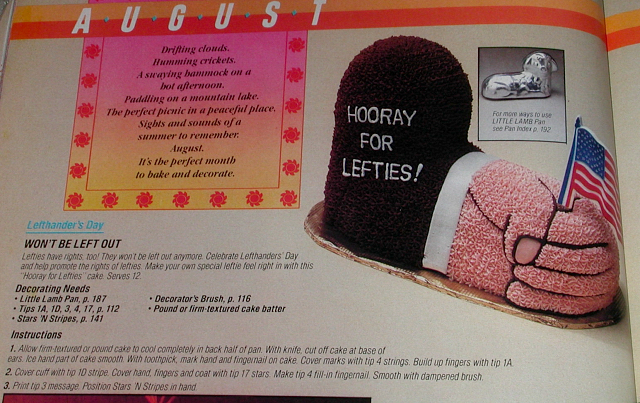 AUGUST
Drifting clouds.
Humming crickets.
A swaying hammock on a
hot afternoon.
Paddling on a mountain lake.
The perfect picnic in a peaceful place.
Sights and sounds of a
summer to remember.
August.
It's the perfect month
to bake and decorate.
HOORAY
FOR
LEFTIES!
For more ways to use
LITTLE LAMB Pan
see Pan Index p. 192
Lefthander's Day
WON'T BE LEFT OUT
Lefties have rights, too! They won't be left out anymore. Celebrate Lefthanders' Day
and help promote the rights of lefties. Make your own special leftie feel right in with this
"Hooray for Lefties" cake. Serves 12.
Decorating Needs
• Little Lamb Pan, p. 187
• Tips 1A, 1D, 3, 4, 17, p. 112
• Stars 'N Stripes, p. 141
• Decorator's Brush, p. 116
• Pound or firm-textured cake batter
Instructions
1. Allow firm-textured or pound cake to cool completely in back half of pan. With knife, cut off cake at base of
ears. Ice hand part of cake smooth. With toothpick, mark hand and fingernail on cake. Cover marks with tip 4 strings. Build up fingers with tip 1A.
2. Cover cuff with tip 1D stripe. Cover hand, fingers and coat with tip 17 stars. Make tip 4 fill-in fingernail. Smooth with dampened brush.
3. Print tip 3 message. Position Stars 'N Stripes in hand.